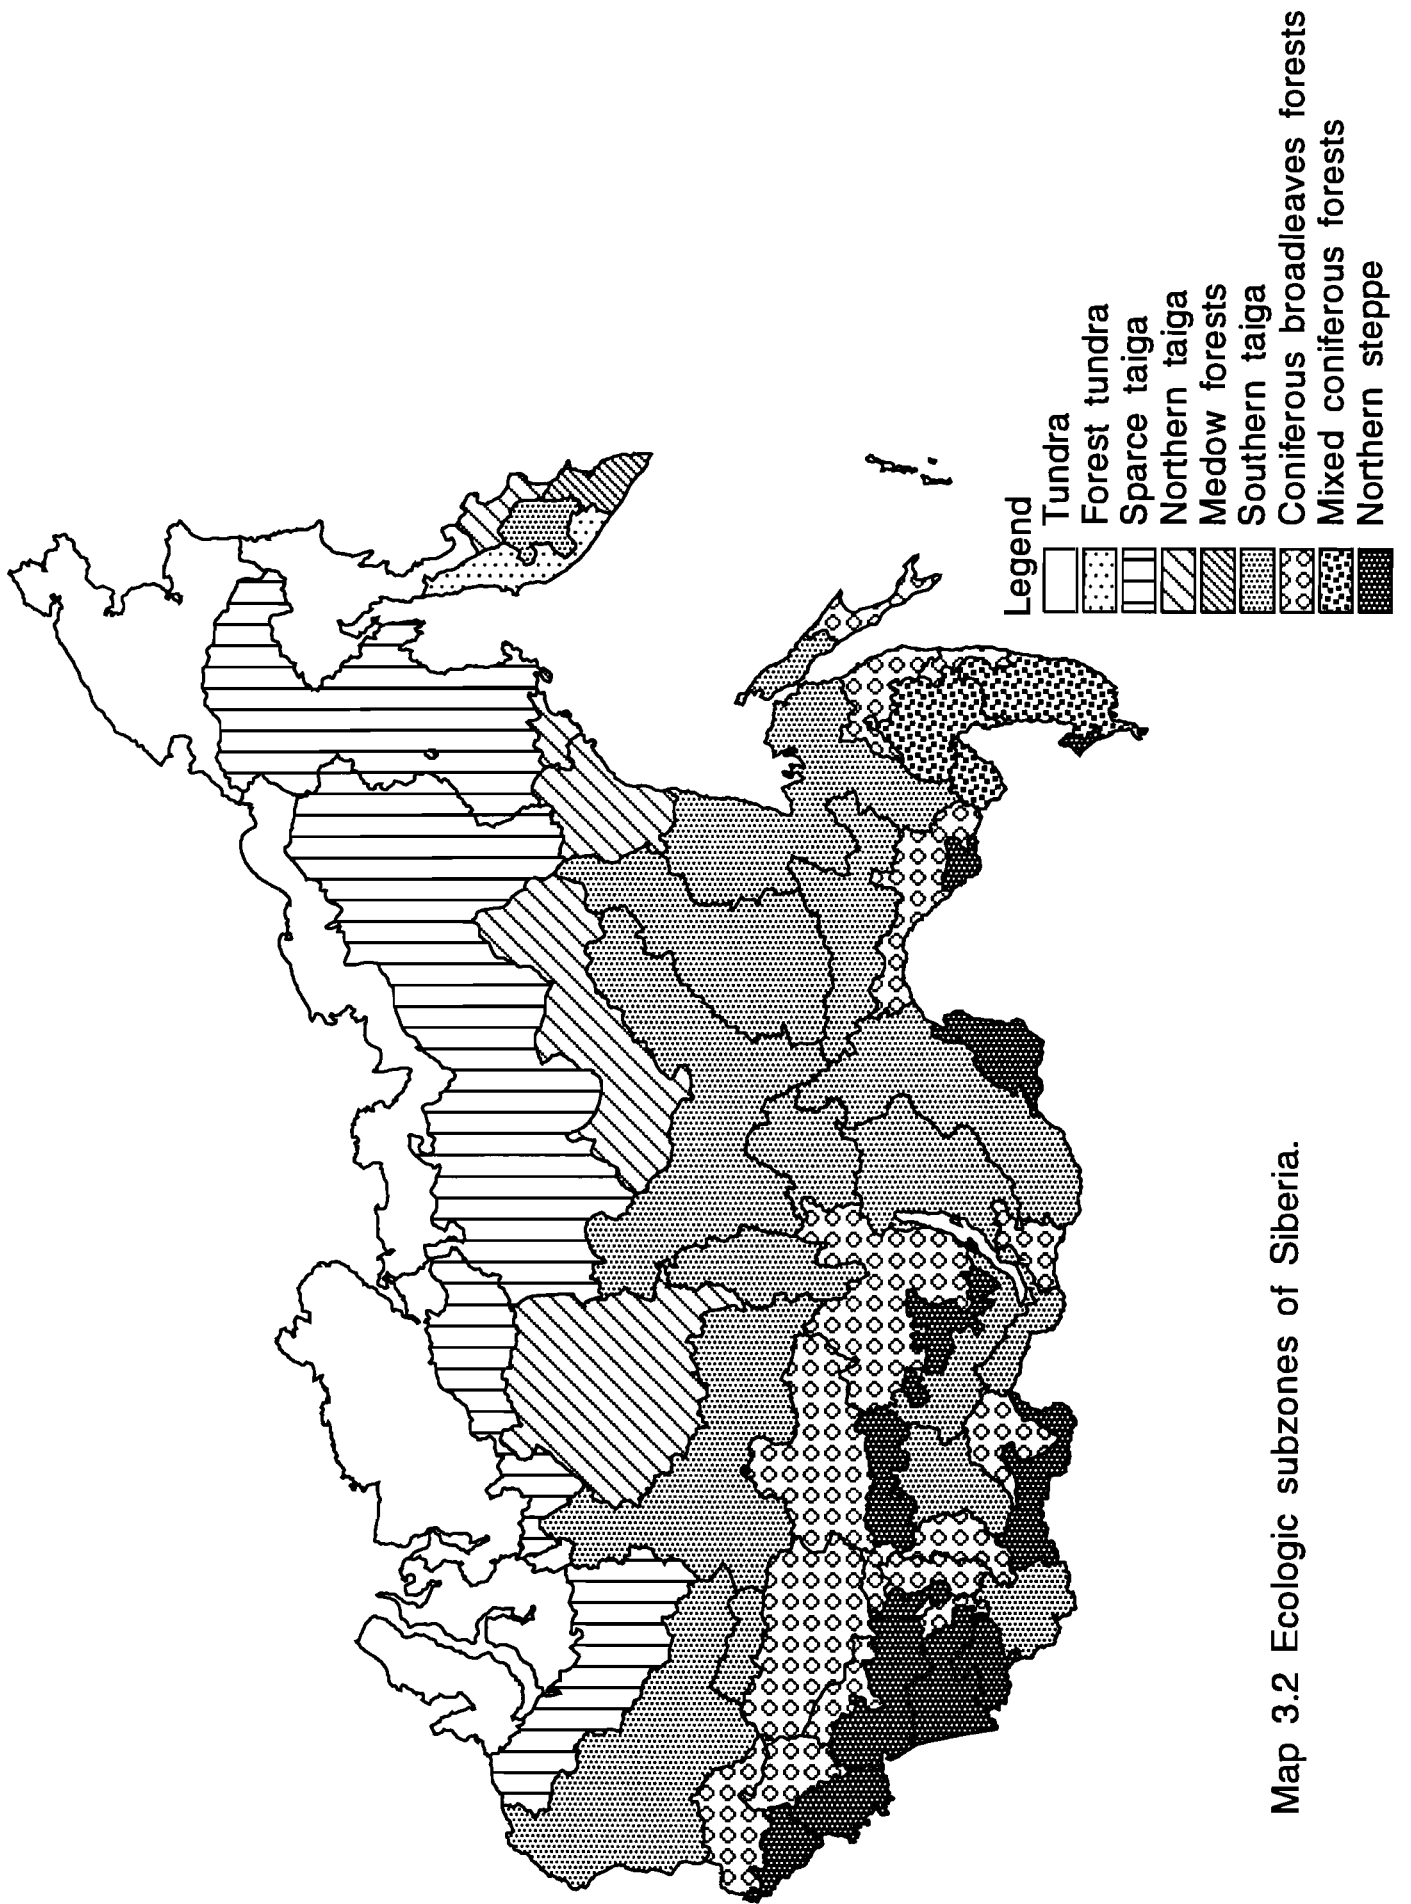 Legend
Tundra
Forest tundra
Sparce taiga
Northern taiga
Medow forests
Southern taiga
Coniferous broadleaves forests
Mixed coniferous forests
Northern steppe
Map 3.2 Ecologic subzones of Siberia.